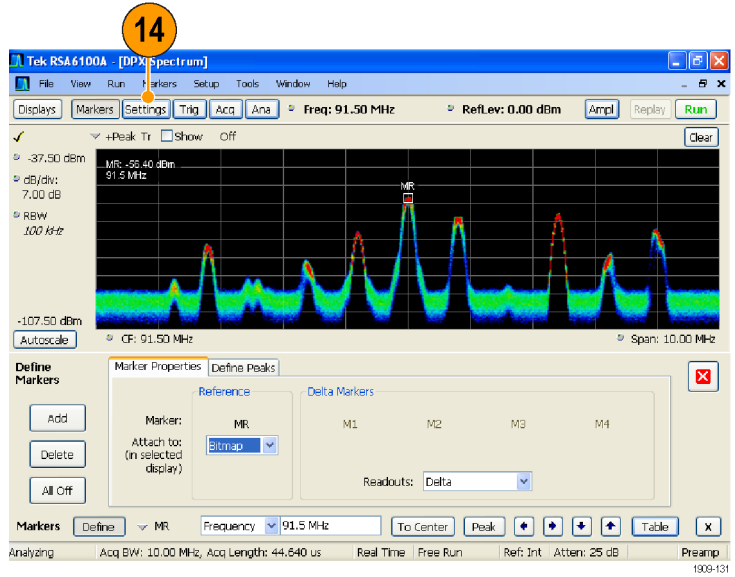 14
Tek RSA6100A - [DPX Spectrum]
File View Run Markers Setup Tools Window Help
Displays Markers Settings Trig Acq Ana Freq: 91.50 MHz RefLev: 0.00 dBm Ampl Replay Run
+Peak Tr Show Off Clear
-37.50 dBm
dB/div:
7.00 dB
RBW
100 kHz
MR: -56.40 dBm
91.5 MHz
MR
-107.50 dBm
Autoscale CF: 91.50 MHz Span: 10.00 MHz
Define
Markers
Marker Properties Define Peaks
Reference Delta Markers
Add
Delete
All Off
Marker: MR M1 M2 M3 M4
Attach to: Bitmap
(in selected
display)
Readouts: Delta
Markers Define MR Frequency 91.5 MHz To Center Peak Table X
Analyzing Acq BW: 10.00 MHz, Acq Length: 44.640 us Real Time Free Run Ref: Int Atten: 25 dB Preamp
1909-131